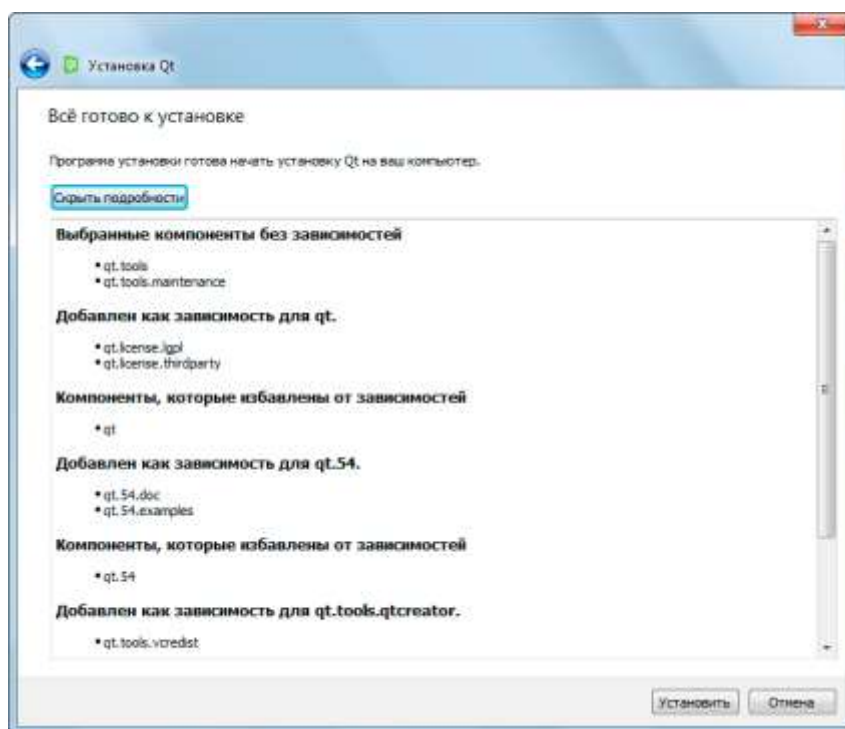 Установка Qt
Всё готово к установке
Программа установки готова начать установку Qt на ваш компьютер.
Скрыть подробности
Выбранные компоненты без зависимостей
• qt.tools
• qt.tools.maintenance
Добавлен как зависимость для qt.
• qt.license.lgpl
• qt.license.thirdparty
Компоненты, которые избавлены от зависимостей
• qt
Добавлен как зависимость для qt.54.
• qt.54.doc
• qt.54.examples
Компоненты, которые избавлены от зависимостей
• qt.54
Добавлен как зависимость для qt.tools.qtcreator.
• qt.tools.vcredist
Установить Отмена